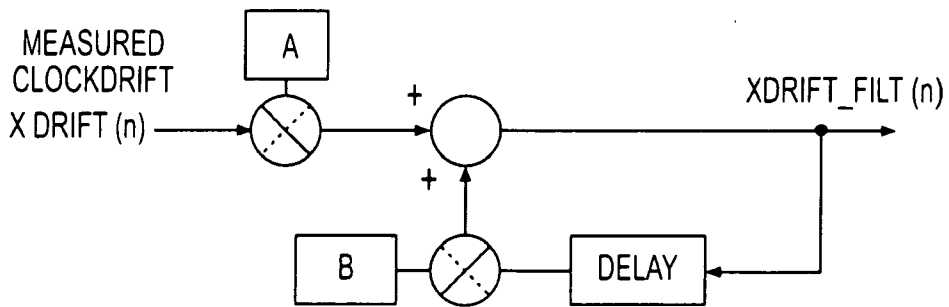 MEASURED
CLOCKDRIFT
X DRIFT (n)
A
+
+
XDRIFT_FILT (n)
B
DELAY